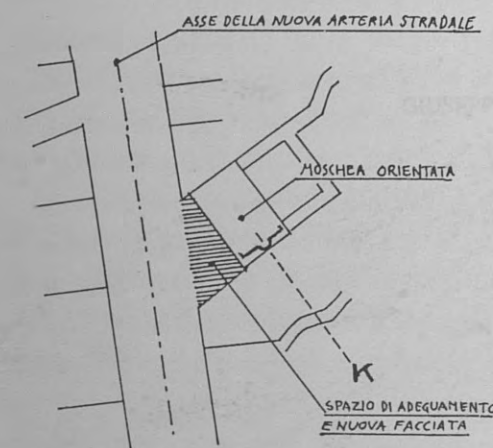 ASSE DELLA NUOVA ARTERIA STRADALE
MOSCHEA ORIENTATA
K
SPAZIO DI ADEGUAMENTO
E NUOVA FACCIATA